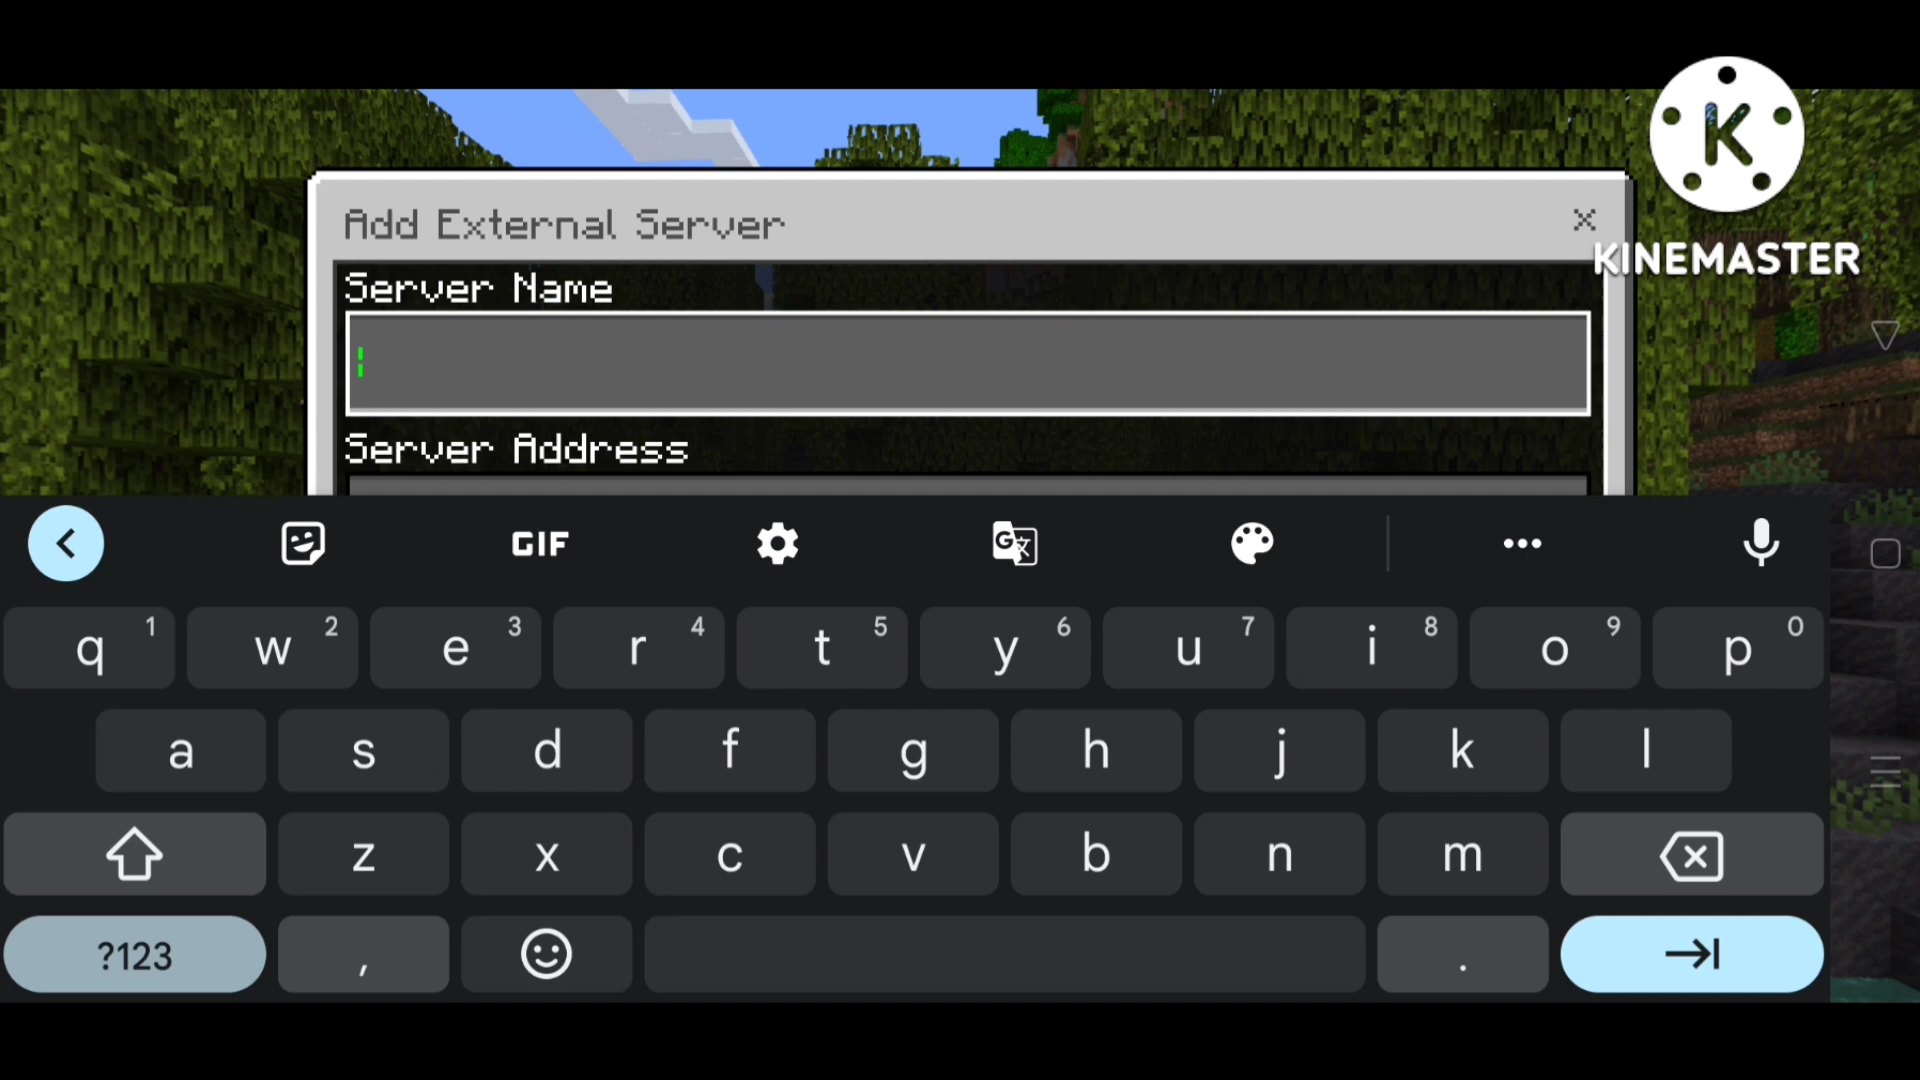 K
KINEMASTER
Add External Server
Server Name
Server Address
GIF
G
q 1 w 2 e 3 r 4 t 5 y 6 u 7 i 8 o 9 p 0
a s d f g h j k l
z x c v b n m
?123 , .